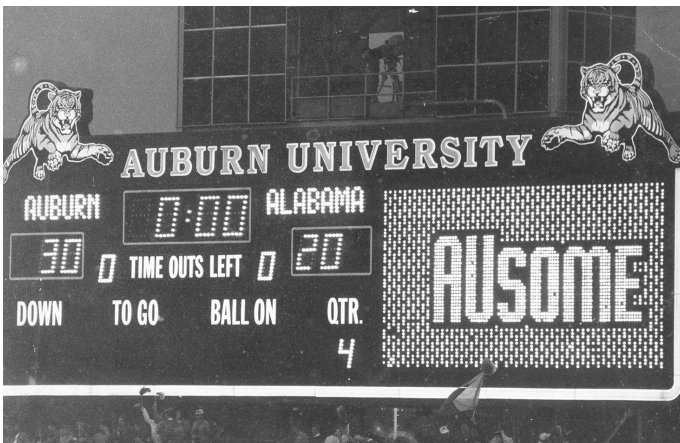 AUBURN UNIVERSITY
AUBURN 0:00 ALABAMA
30 0 TIME OUTS LEFT 0 20
DOWN TO GO BALL ON QTR.
4
AUSOME